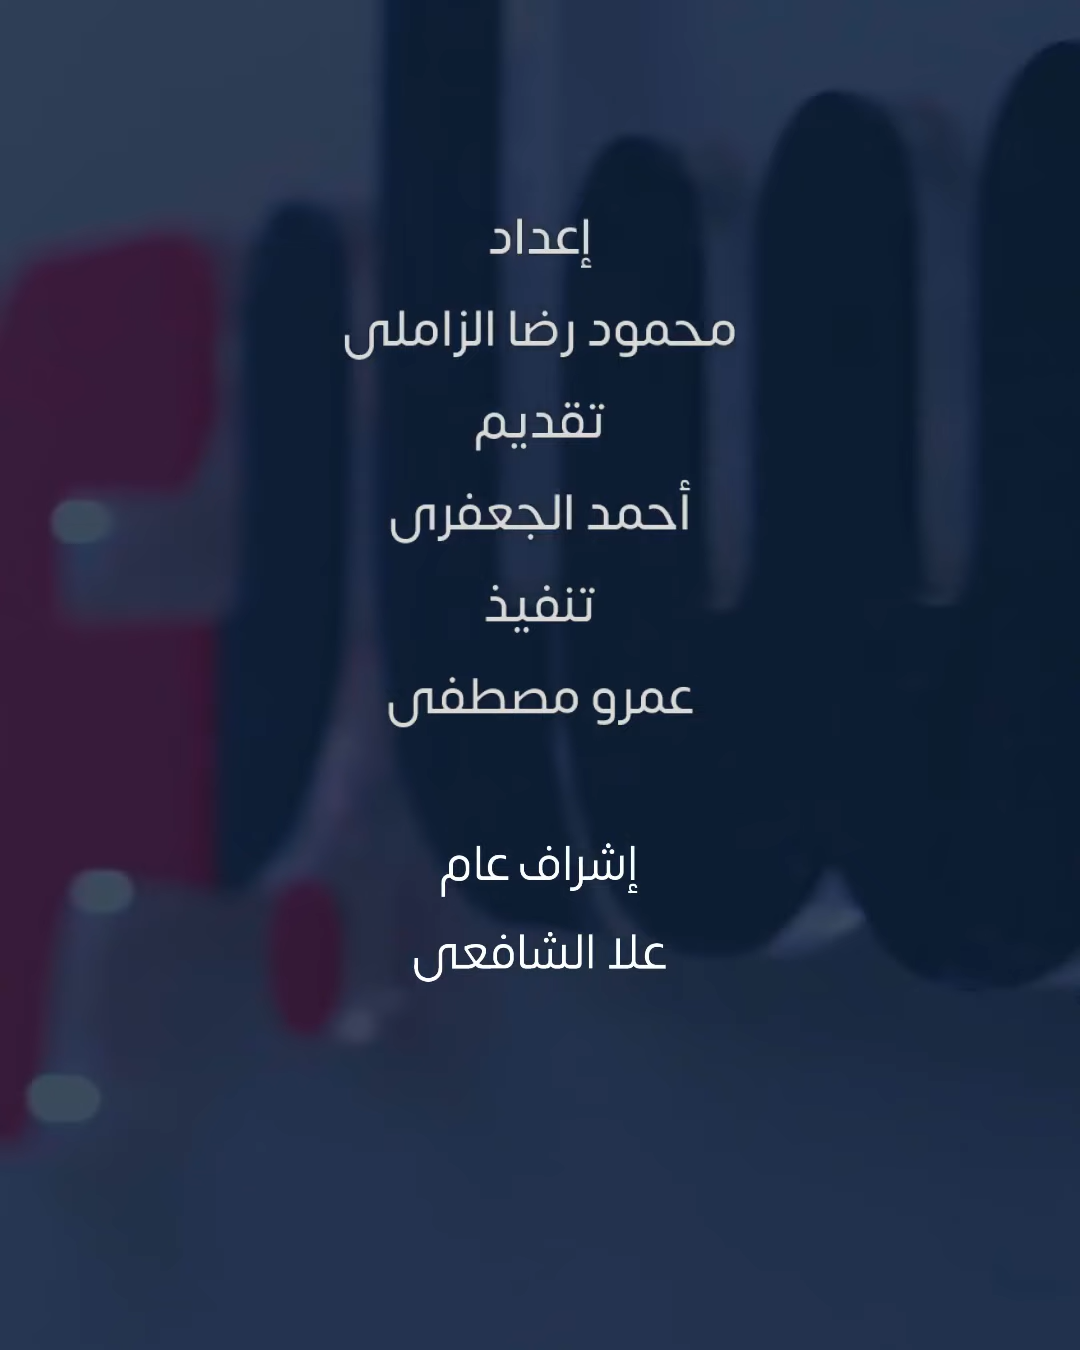 إعداد
محمود رضا الزاملى
تقديم
أحمد الجعفرى
تنفيذ
عمرو مصطفى
إشراف عام
علا الشافعى